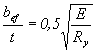 b_ef / t = 0,5 √(E / R_y)